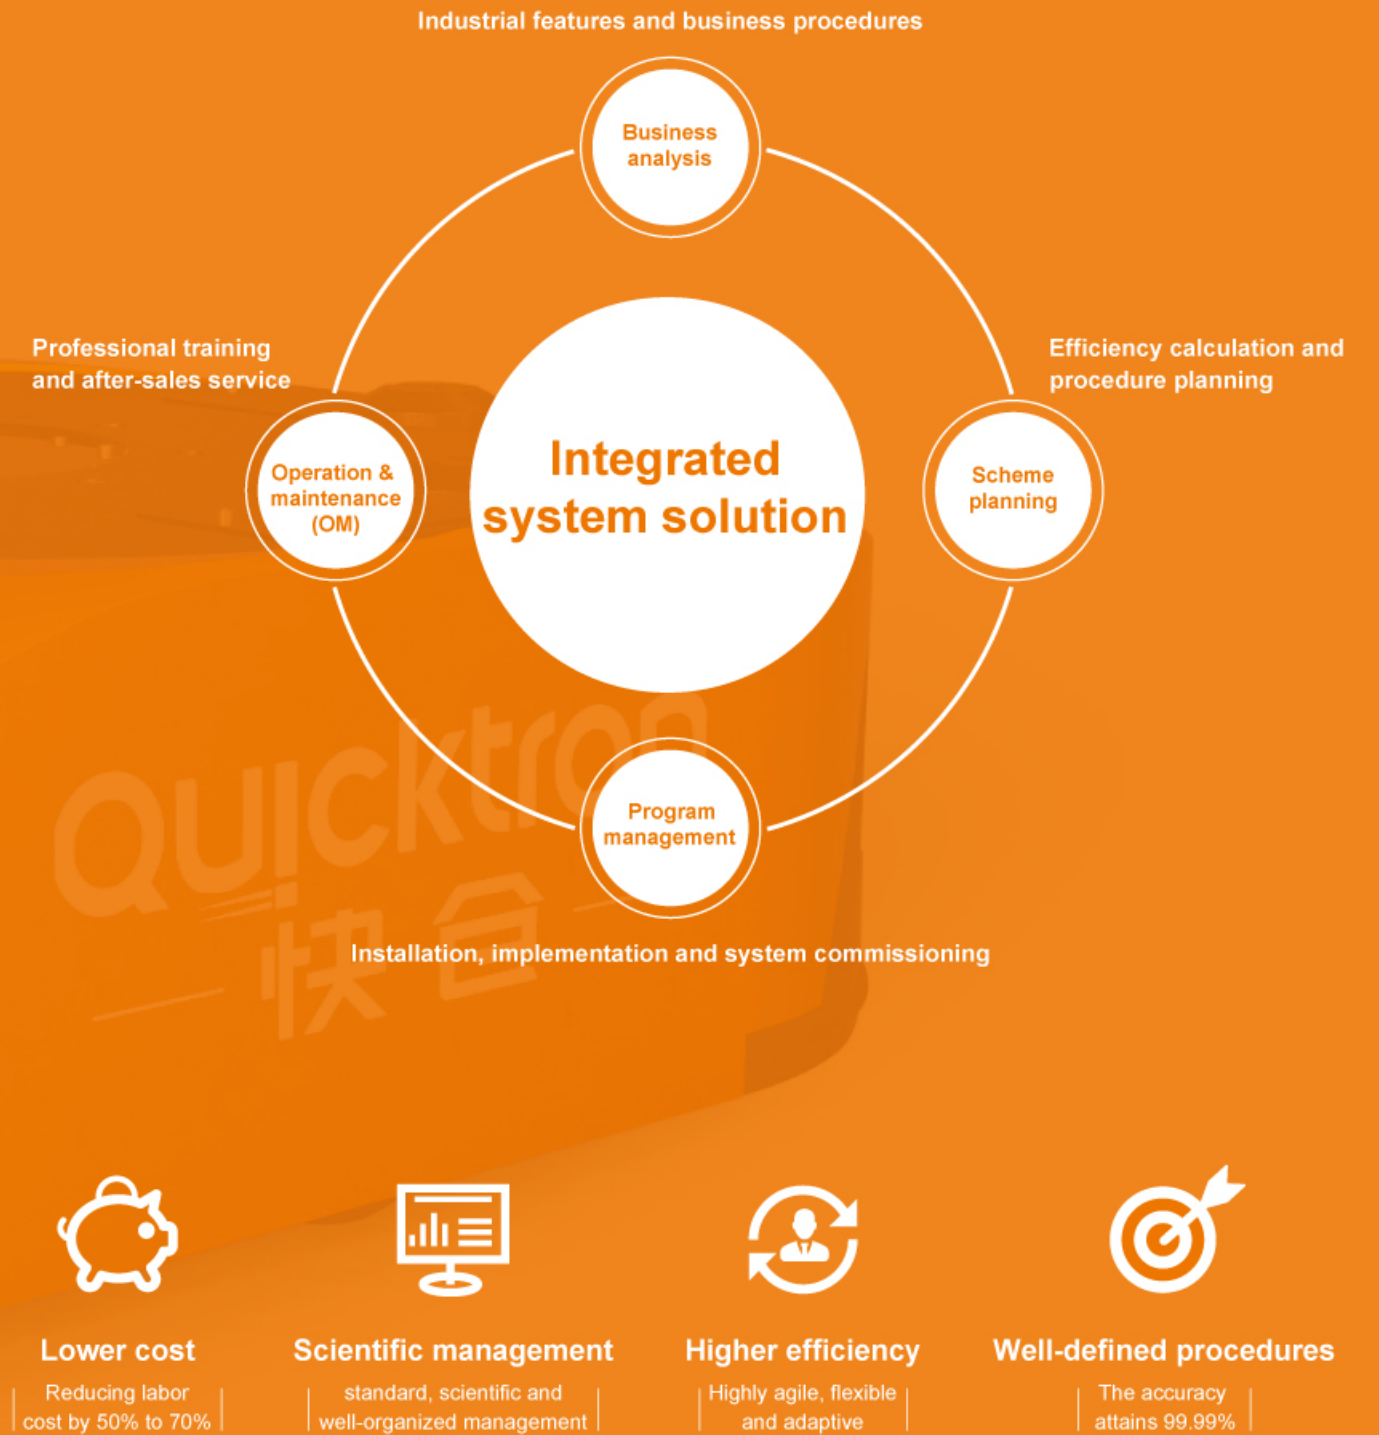 Industrial features and business procedures
Business
analysis
Professional training
and after-sales service
Efficiency calculation and
procedure planning
Operation &
maintenance
(OM)
Integrated
system solution
Scheme
planning
Quicktron
快仓
Program
management
Installation, implementation and system commissioning
Lower cost
Reducing labor
cost by 50% to 70%
Scientific management
standard, scientific and
well-organized management
Higher efficiency
Highly agile, flexible
and adaptive
Well-defined procedures
The accuracy
attains 99.99%